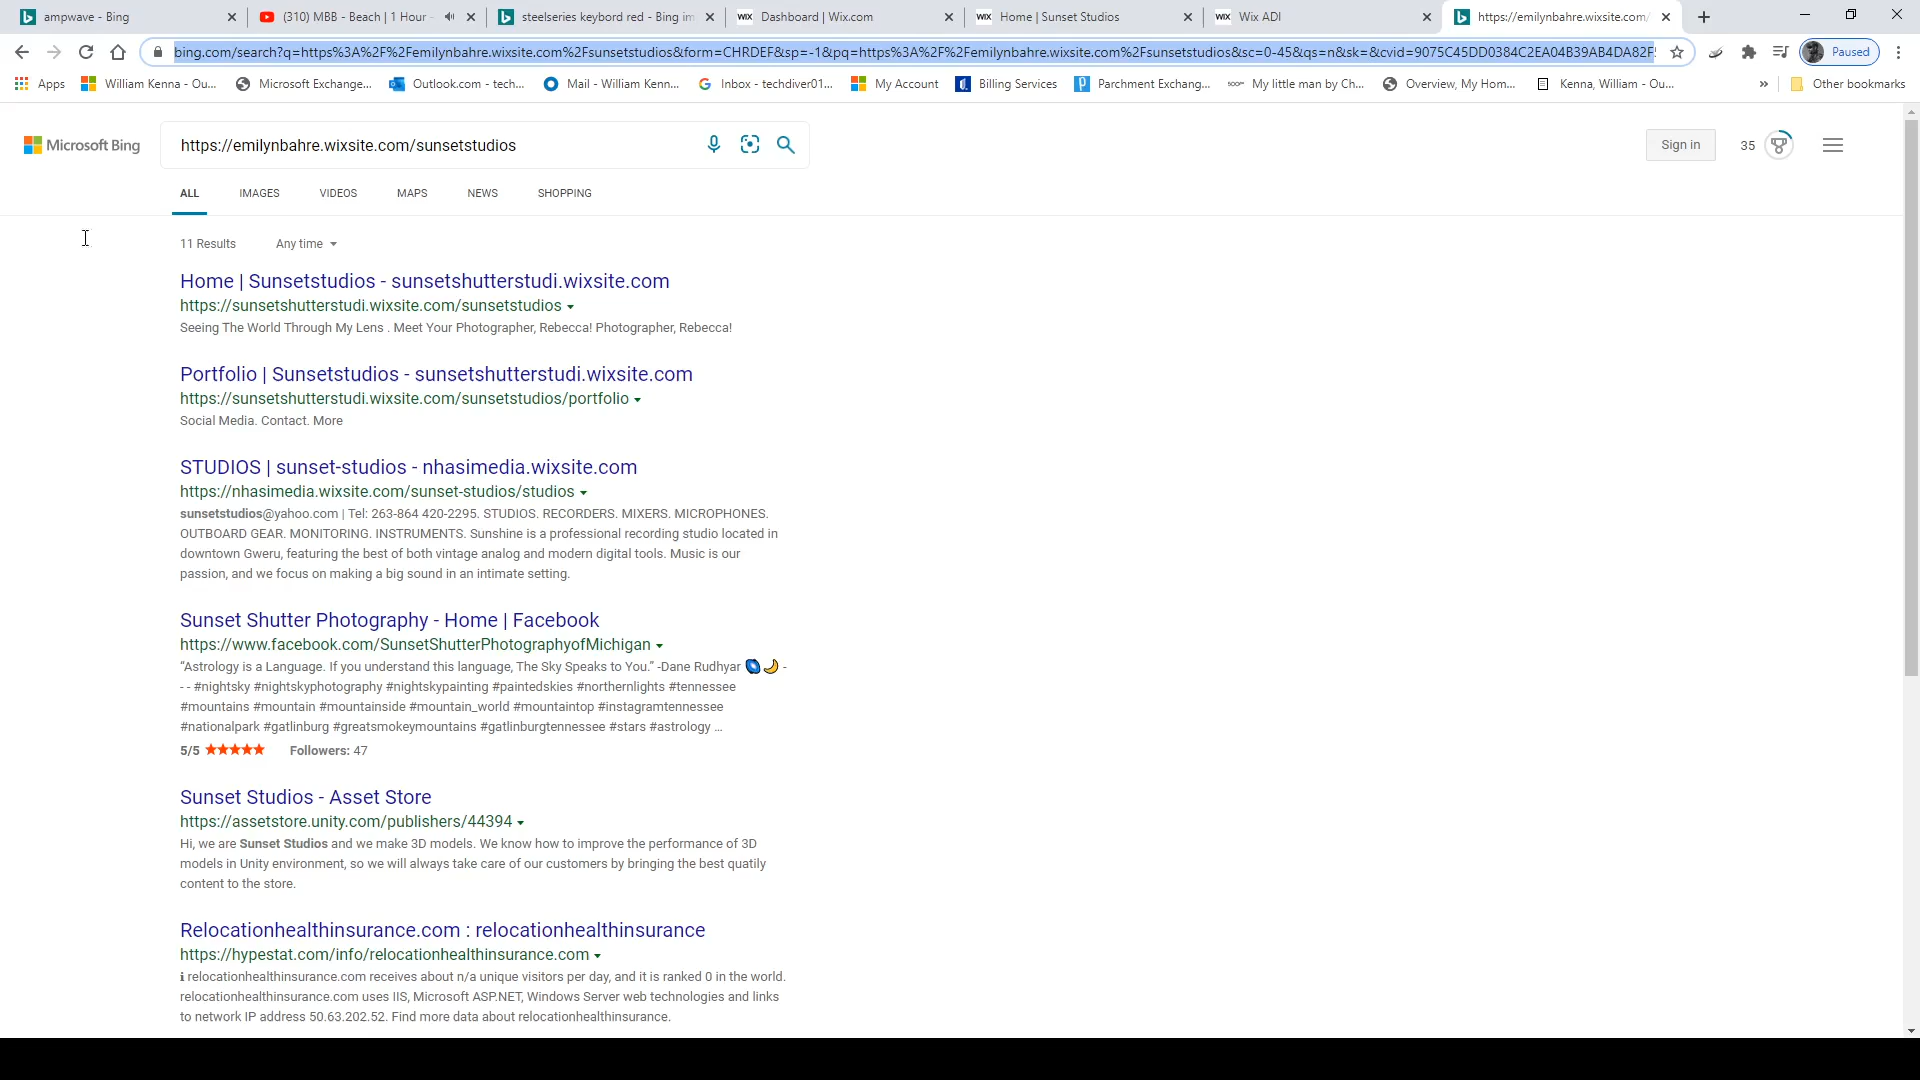 ampwave - Bing
(310) MBB - Beach | 1 Hour
steelseries keybord red - Bing im
WIX Dashboard | Wix.com
WIX Home | Sunset Studios
WIX Wix ADI
https://emilynbahre.wixsite.com/
bing.com/search?q=https%3A%2F%2Femilynbahre.wixsite.com%2Fsunsetstudios&form=CHRDEF&sp=-1&pq=https%3A%2F%2Femilynbahre.wixsite.com%2Fsunsetstudios&sc=0-45&qs=n&sk=&cvid=9075C45DD0384C2EA04B39AB4DA82F
Paused
Apps
William Kenna - Ou...
Microsoft Exchange...
Outlook.com - tech...
Mail - William Kenn...
Inbox - techdiver01...
My Account
Billing Services
Parchment Exchang...
My little man by Ch...
Overview, My Hom...
Kenna, William - Ou...
Other bookmarks
Microsoft Bing
https://emilynbahre.wixsite.com/sunsetstudios
Sign in
35
ALL
IMAGES
VIDEOS
MAPS
NEWS
SHOPPING
11 Results
Any time
Home | Sunsetstudios - sunsetshutterstudi.wixsite.com
https://sunsetshutterstudi.wixsite.com/sunsetstudios
Seeing The World Through My Lens . Meet Your Photographer, Rebecca! Photographer, Rebecca!
Portfolio | Sunsetstudios - sunsetshutterstudi.wixsite.com
https://sunsetshutterstudi.wixsite.com/sunsetstudios/portfolio
Social Media. Contact. More
STUDIOS | sunset-studios - nhasimedia.wixsite.com
https://nhasimedia.wixsite.com/sunset-studios/studios
sunsetstudios@yahoo.com | Tel: 263-864 420-2295. STUDIOS. RECORDERS. MIXERS. MICROPHONES.
OUTBOARD GEAR. MONITORING. INSTRUMENTS. Sunshine is a professional recording studio located in
downtown Gweru, featuring the best of both vintage analog and modern digital tools. Music is our
passion, and we focus on making a big sound in an intimate setting.
Sunset Shutter Photography - Home | Facebook
https://www.facebook.com/SunsetShutterPhotographyofMichigan
“Astrology is a Language. If you understand this language, The Sky Speaks to You.” -Dane Rudhyar 🌌🌙 -
- - #nightsky #nightskyphotography #nightskypainting #paintedskies #northernlights #tennessee
#mountains #mountain #mountainside #mountain_world #mountaintop #instagramtennessee
#nationalpark #gatlinburg #greatsmokeymountains #gatlinburgtennessee #stars #astrology ...
5/5 ★★★★★ Followers: 47
Sunset Studios - Asset Store
https://assetstore.unity.com/publishers/44394
Hi, we are Sunset Studios and we make 3D models. We know how to improve the performance of 3D
models in Unity environment, so we will always take care of our customers by bringing the best quatily
content to the store.
Relocationhealthinsurance.com : relocationhealthinsurance
https://hypestat.com/info/relocationhealthinsurance.com
i relocationhealthinsurance.com receives about n/a unique visitors per day, and it is ranked 0 in the world.
relocationhealthinsurance.com uses IIS, Microsoft ASP.NET, Windows Server web technologies and links
to network IP address 50.63.202.52. Find more data about relocationhealthinsurance.